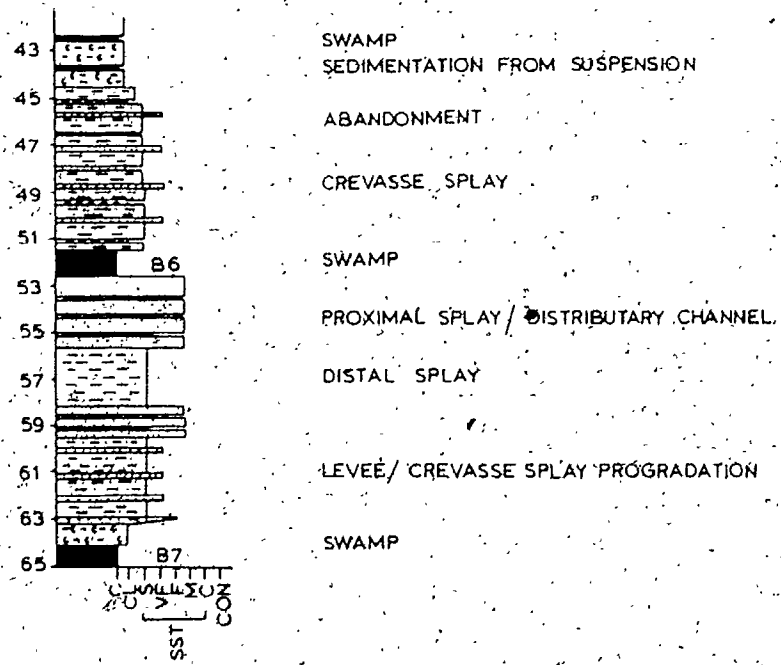 43
SWAMP
SEDIMENTATION FROM SUSPENSION
45
ABANDONMENT
47
49
CREVASSE SPLAY
51
B6
SWAMP
53
55
PROXIMAL SPLAY / DISTRIBUTARY CHANNEL.
57
DISTAL SPLAY
59
61
LEVEE/ CREVASSE SPLAY PROGRADATION
63
SWAMP
65
B7
C
S
VF
F
M
C
CON
SST